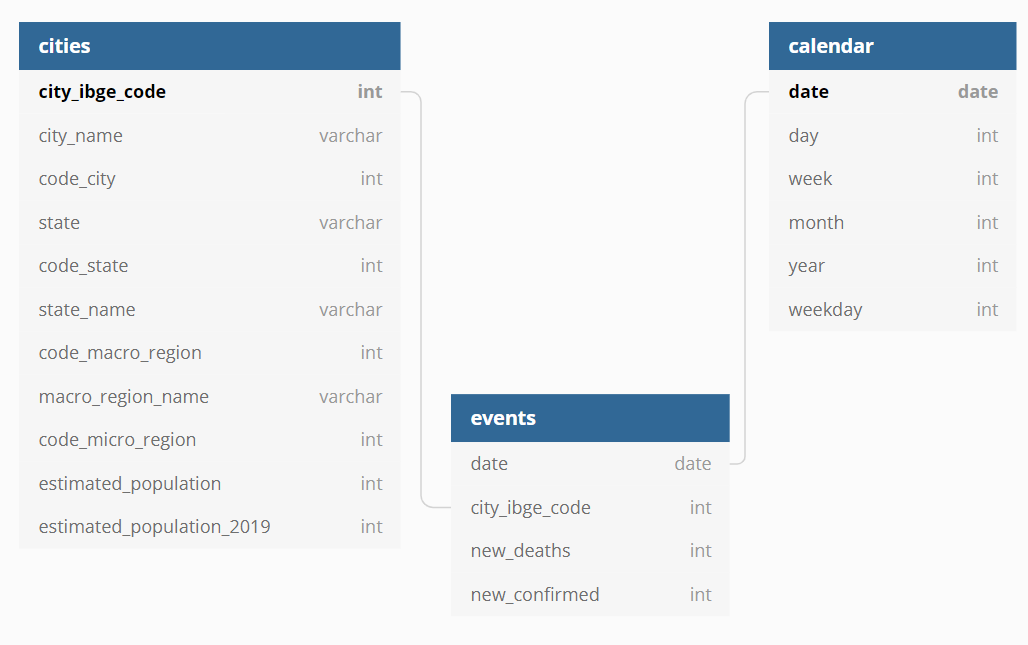 cities
city_ibge_code int
city_name varchar
code_city int
state varchar
code_state int
state_name varchar
code_macro_region int
macro_region_name varchar
code_micro_region int
estimated_population int
estimated_population_2019 int
calendar
date date
day int
week int
month int
year int
weekday int
events
date date
city_ibge_code int
new_deaths int
new_confirmed int